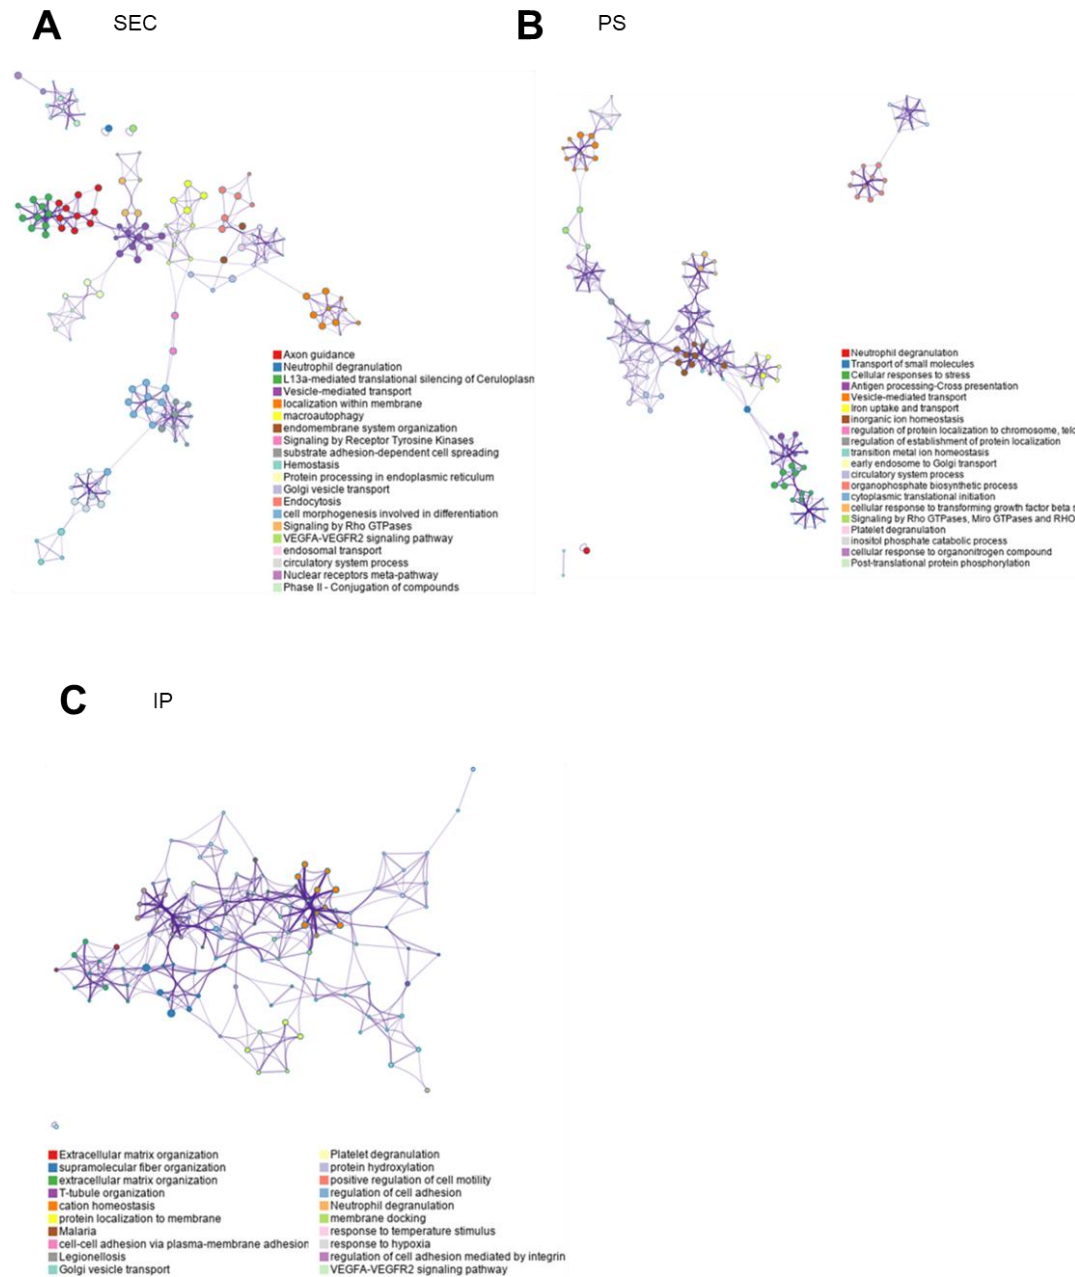 A SEC
B PS
Axon guidance
Neutrophil degranulation
L13a-mediated translational silencing of Ceruloplasn
Vesicle-mediated transport
localization within membrane
macroautophagy
endomembrane system organization
Signaling by Receptor Tyrosine Kinases
substrate adhesion-dependent cell spreading
Hemostasis
Protein processing in endoplasmic reticulum
Golgi vesicle transport
Endocytosis
cell morphogenesis involved in differentiation
Signaling by Rho GTPases
VEGFA-VEGFR2 signaling pathway
endosomal transport
circulatory system process
Nuclear receptors meta-pathway
Phase II - Conjugation of compounds
Neutrophil degranulation
Transport of small molecules
Cellular responses to stress
Antigen processing-Cross presentation
Vesicle-mediated transport
Iron uptake and transport
inorganic ion homeostasis
regulation of protein localization to chromosome, telo
regulation of establishment of protein localization
transition metal ion homeostasis
early endosome to Golgi transport
circulatory system process
organophosphate biosynthetic process
cytoplasmic translational initiation
cellular response to transforming growth factor beta s
Signaling by Rho GTPases, Miro GTPases and RHO
Platelet degranulation
inositol phosphate catabolic process
cellular response to organonitrogen compound
Post-translational protein phosphorylation
C IP
Extracellular matrix organization
supramolecular fiber organization
extracellular matrix organization
T-tubule organization
cation homeostasis
protein localization to membrane
Malaria
cell-cell adhesion via plasma-membrane adhesion
Legionellosis
Golgi vesicle transport
Platelet degranulation
protein hydroxylation
positive regulation of cell motility
regulation of cell adhesion
Neutrophil degranulation
membrane docking
response to temperature stimulus
response to hypoxia
regulation of cell adhesion mediated by integrin
VEGFA-VEGFR2 signaling pathway